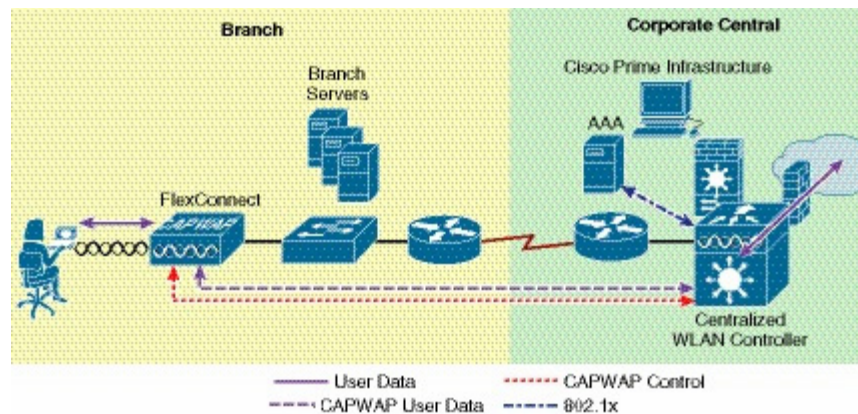 Branch
Corporate Central
Cisco Prime Infrastructure
Branch
Servers
AAA
FlexConnect
CAPWAP
Centralized
WLAN Controller
User Data
CAPWAP Control
CAPWAP User Data
802.1x